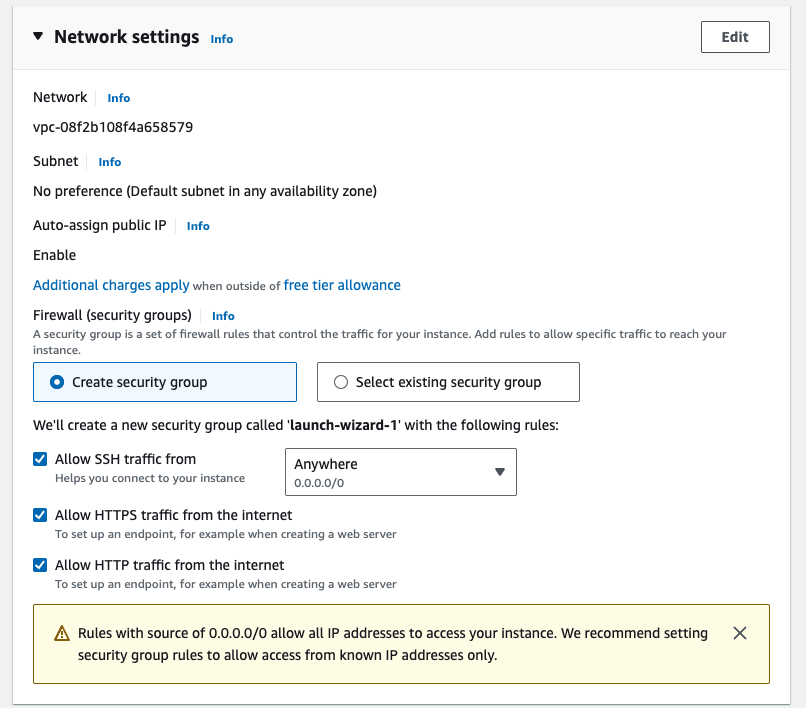 Network settings Info
Edit
Network Info
vpc-08f2b108f4a658579
Subnet Info
No preference (Default subnet in any availability zone)
Auto-assign public IP Info
Enable
Additional charges apply when outside of free tier allowance
Firewall (security groups) Info
A security group is a set of firewall rules that control the traffic for your instance. Add rules to allow specific traffic to reach your
instance.
Create security group
Select existing security group
We'll create a new security group called 'launch-wizard-1' with the following rules:
Allow SSH traffic from
Helps you connect to your instance
Anywhere
0.0.0.0/0
Allow HTTPS traffic from the internet
To set up an endpoint, for example when creating a web server
Allow HTTP traffic from the internet
To set up an endpoint, for example when creating a web server
Rules with source of 0.0.0.0/0 allow all IP addresses to access your instance. We recommend setting
security group rules to allow access from known IP addresses only.